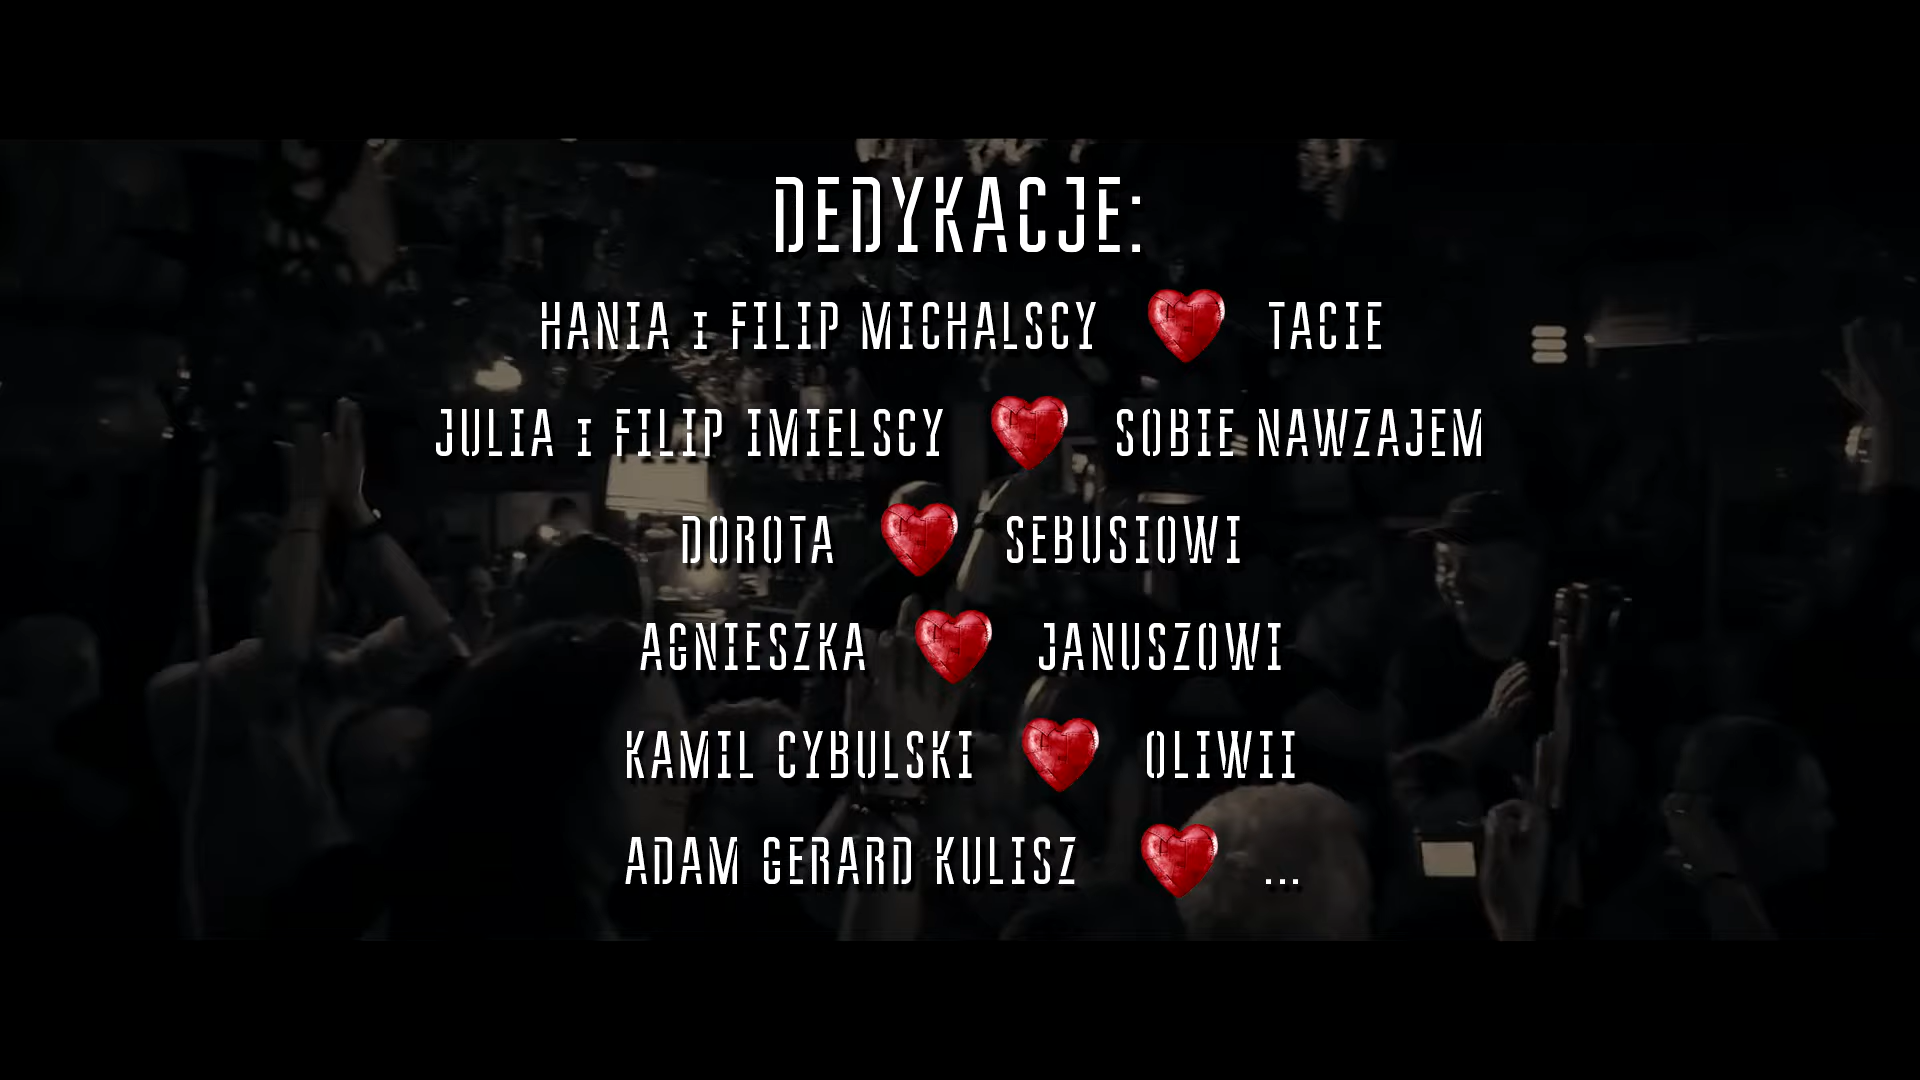 DEDYKACJE:
HANIA i FILIP MICHALSCY ❤ TACIE
JULIA i FILIP IMIELSCY ❤ SOBIE NAWZAJEM
DOROTA ❤ SEBUSIOWI
AGNIESZKA ❤ JANUSZOWI
KAMIL CYBULSKI ❤ OLIWII
ADAM GERARD KULISZ ❤ ...